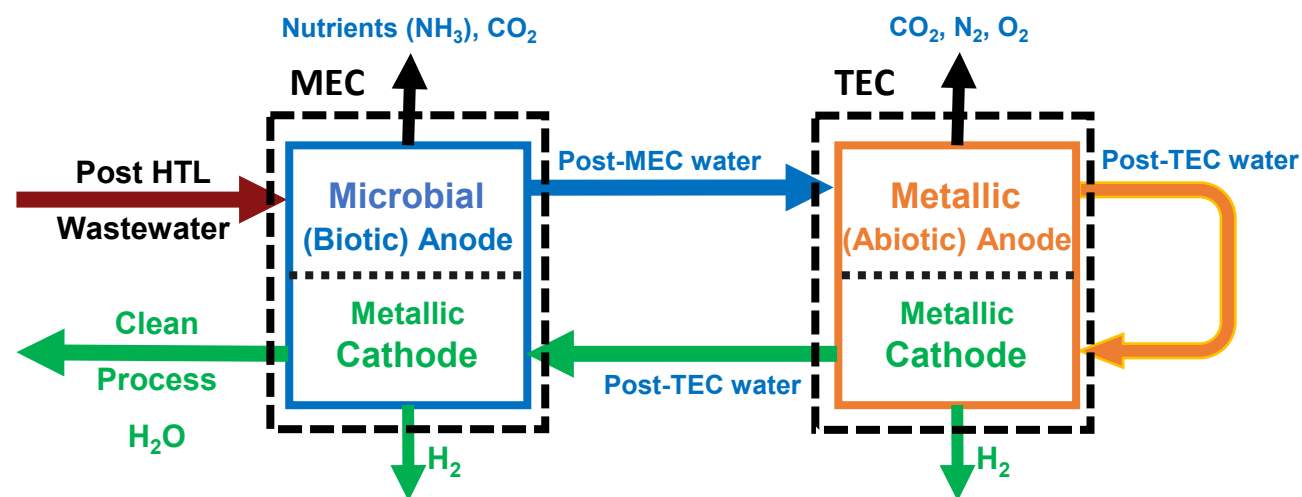 Nutrients (NH₃), CO₂
CO₂, N₂, O₂
MEC
TEC
Post HTL
Wastewater
Microbial
(Biotic) Anode
Post-MEC water
Metallic
(Abiotic) Anode
Post-TEC water
Clean
Process
H₂O
Metallic
Cathode
Post-TEC water
Metallic
Cathode
H₂
H₂